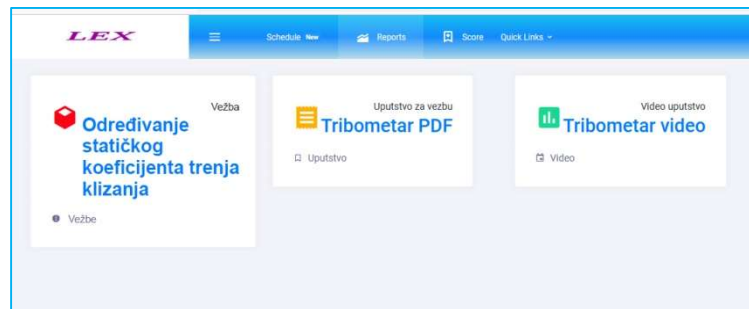 LEX
Schedule New
Reports
Score
Quick Links
Vežba
Određivanje
statičkog
koeficijenta trenja
klizanja
Vežbe
Uputstvo za vezbu
Tribometar PDF
Uputstvo
Video uputstvo
Tribometar video
Video